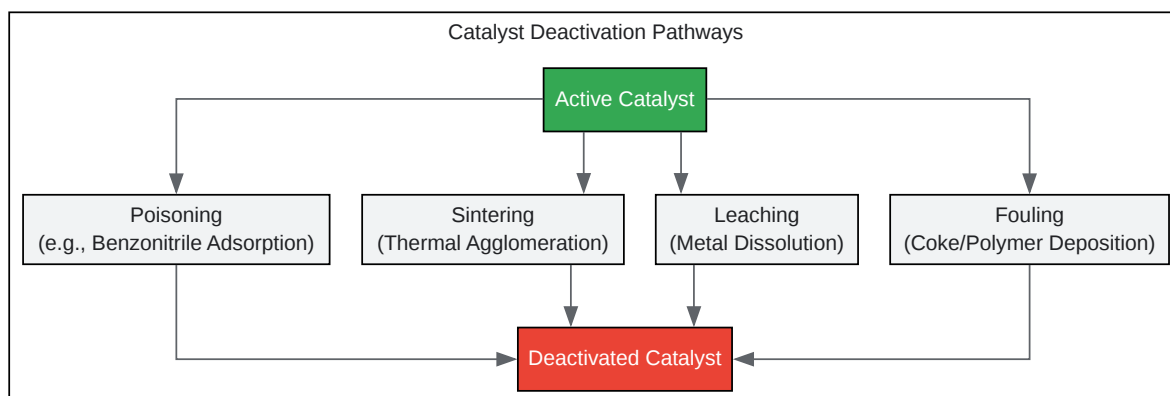 Catalyst Deactivation Pathways
Active Catalyst
Poisoning
(e.g., Benzonitrile Adsorption)
Sintering
(Thermal Agglomeration)
Leaching
(Metal Dissolution)
Fouling
(Coke/Polymer Deposition)
Deactivated Catalyst